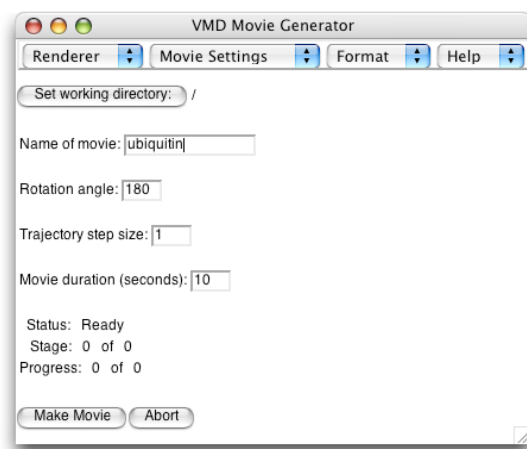 VMD Movie Generator
Renderer Movie Settings Format Help
Set working directory: /
Name of movie: ubiquitin
Rotation angle: 180
Trajectory step size: 1
Movie duration (seconds): 10
Status: Ready
Stage: 0 of 0
Progress: 0 of 0
Make Movie Abort